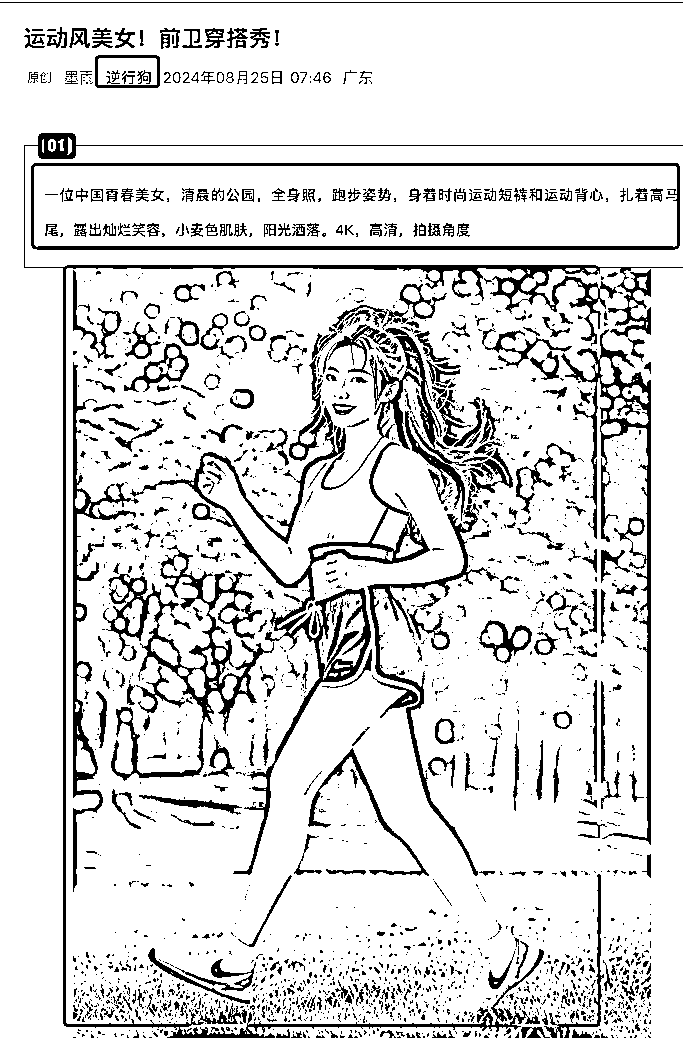 运动风美女！前卫穿搭秀！
原创 墨雨 逆行狗 2024年08月25日 07:46 广东
(01)
一位中国青春美女，清晨的公园，全身照，跑步姿势，身着时尚运动短裤和运动背心，扎着高马
尾，露出灿烂笑容，小麦色肌肤，阳光洒落。4K，高清，拍摄角度